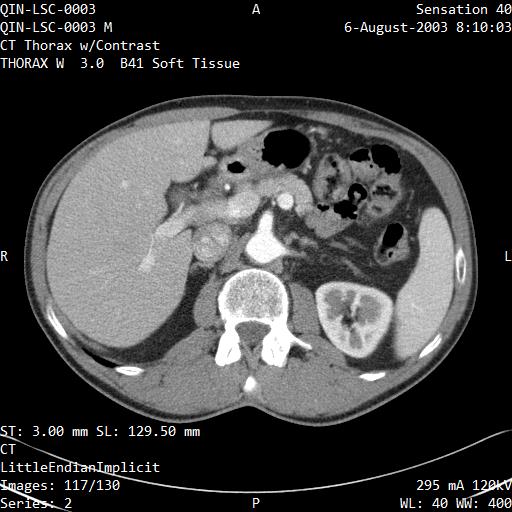 QIN-LSC-0003
A
Sensation 40
QIN-LSC-0003 M
6-August-2003 8:10:03
CT Thorax w/Contrast
THORAX W 3.0 B41 Soft Tissue
R
L
ST: 3.00 mm SL: 129.50 mm
CT
LittleEndianImplicit
Images: 117/130
295 mA 120kV
Series: 2
P
WL: 40 WW: 400